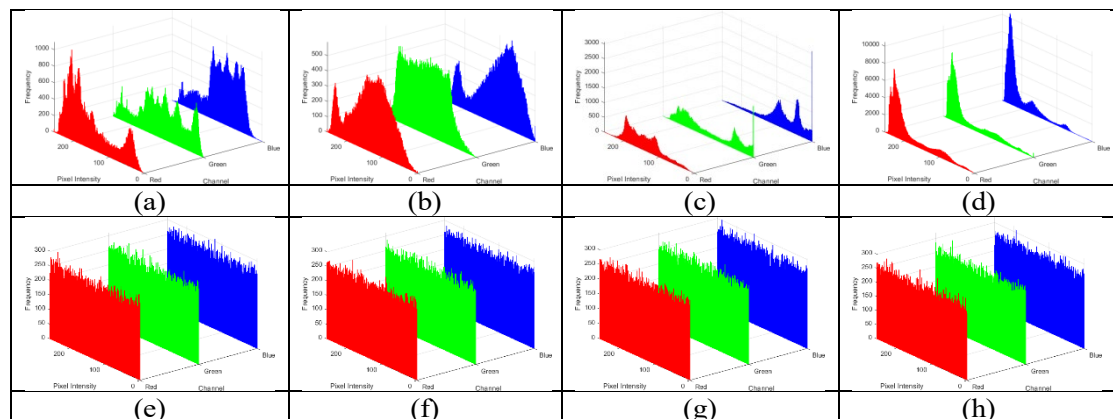 1000
800
600
400
200
0
Frequency
200
100
0
Pixel Intensity
Red
Green
Blue
Channel
500
400
300
200
100
0
Frequency
200
100
0
Pixel Intensity
Red
Green
Blue
Channel
3000
2500
2000
1500
1000
500
0
Frequency
200
100
0
Pixel Intensity
Red
Green
Blue
Channel
10000
8000
6000
4000
2000
0
Frequency
200
100
0
Pixel Intensity
Red
Green
Blue
Channel
(a) (b) (c) (d)
300
250
200
150
100
50
0
Frequency
200
100
0
Pixel Intensity
Red
Green
Blue
Channel
300
250
200
150
100
50
0
Frequency
200
100
0
Pixel Intensity
Red
Green
Blue
Channel
300
250
200
150
100
50
0
Frequency
200
100
0
Pixel Intensity
Red
Green
Blue
Channel
300
250
200
150
100
50
0
Frequency
200
100
0
Pixel Intensity
Red
Green
Blue
Channel
(e) (f) (g) (h)